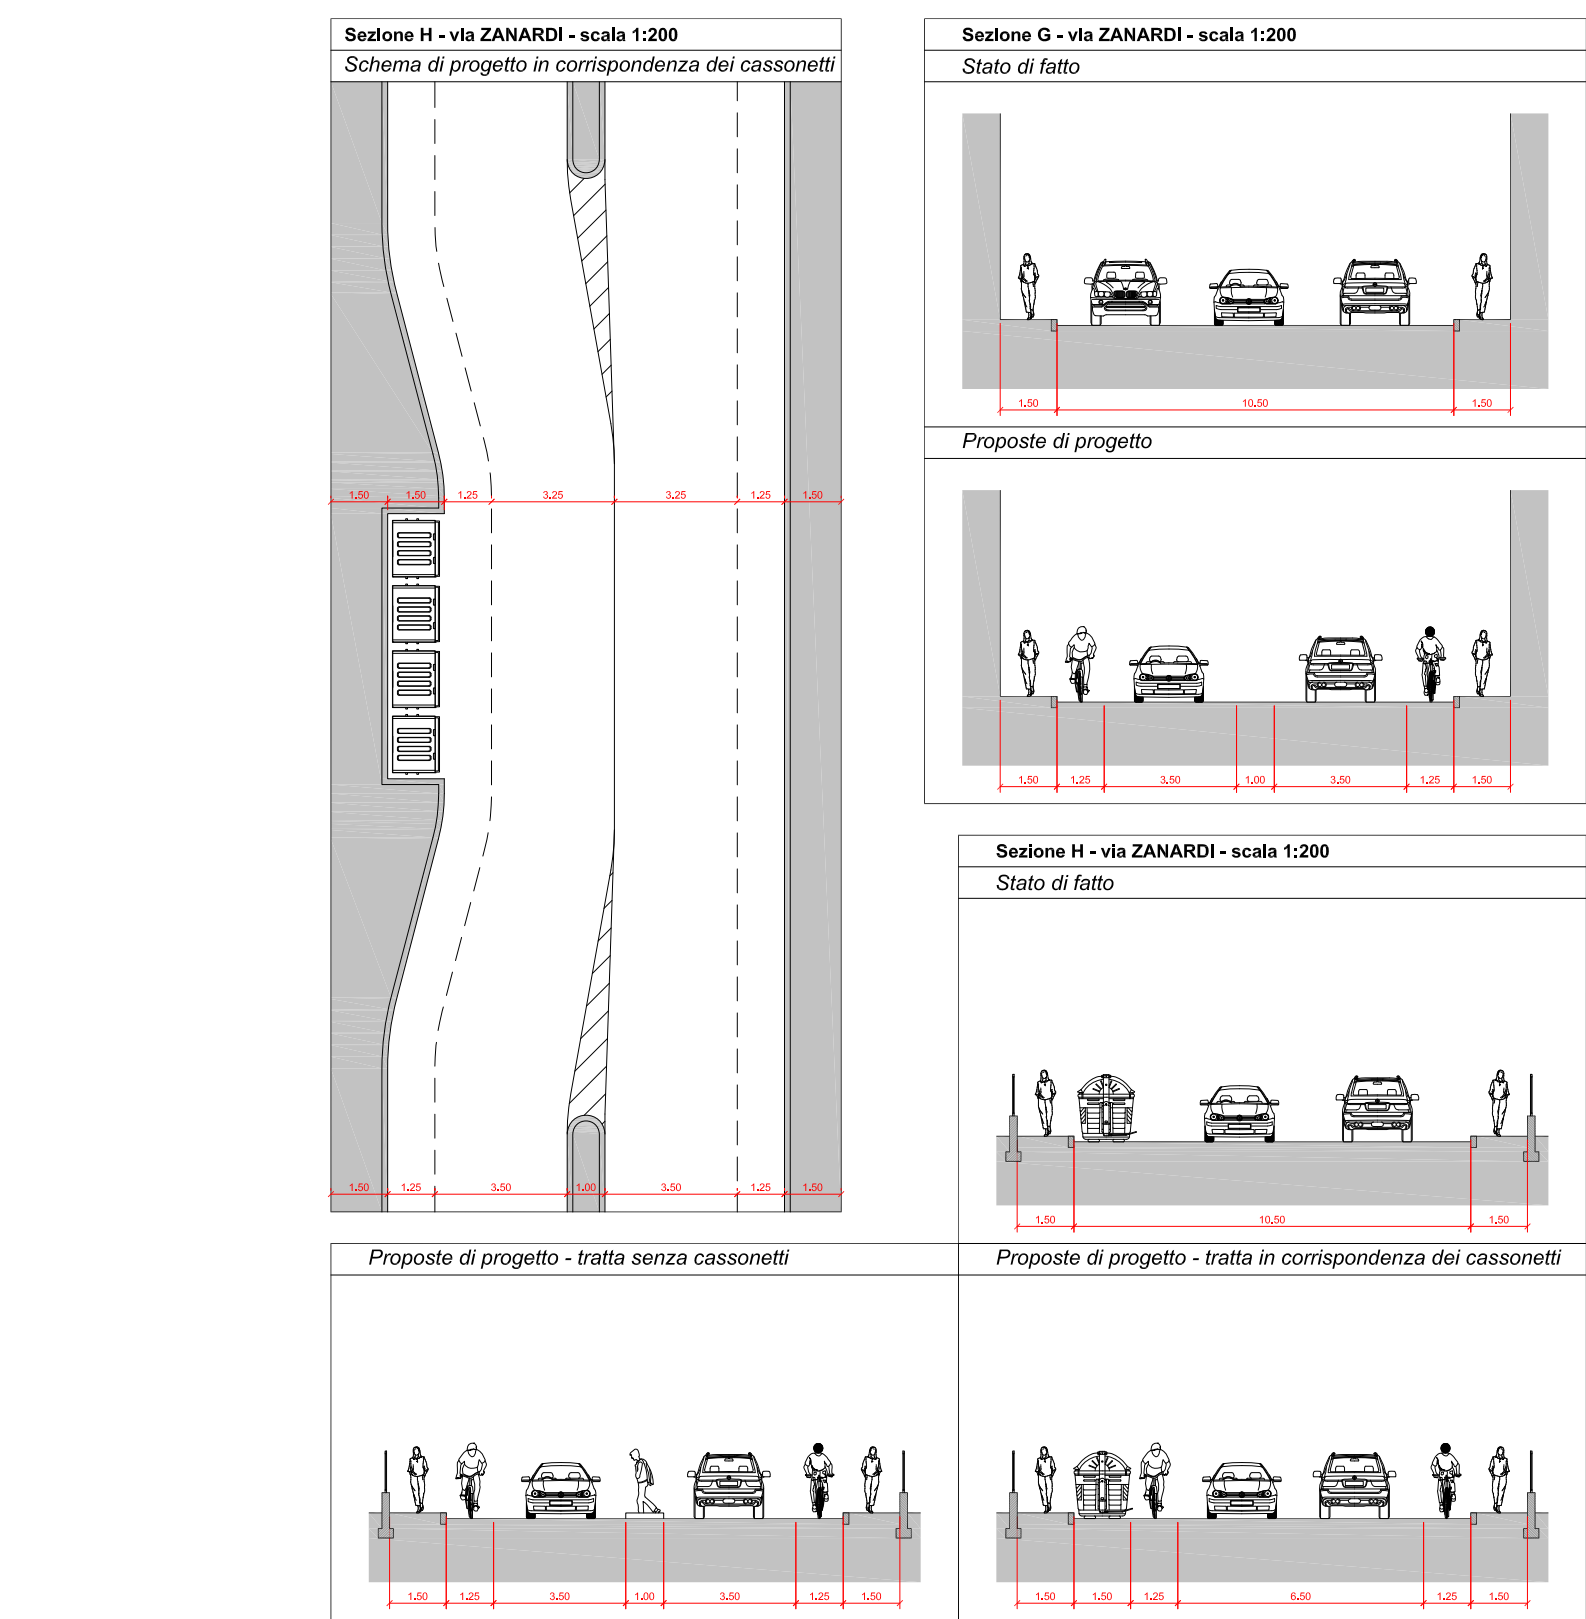 Sezione H - via ZANARDI - scala 1:200
Schema di progetto in corrispondenza dei cassonetti
1.50 1.50 1.25 3.25 3.25 1.25 1.50
1.50 1.25 3.50 1.00 3.50 1.25 1.50
Sezione G - via ZANARDI - scala 1:200
Stato di fatto
1.50 10.50 1.50
Proposte di progetto
1.50 1.25 3.50 1.00 3.50 1.25 1.50
Sezione H - via ZANARDI - scala 1:200
Stato di fatto
1.50 10.50 1.50
Proposte di progetto - tratta senza cassonetti
1.50 1.25 3.50 1.00 3.50 1.25 1.50
Proposte di progetto - tratta in corrispondenza dei cassonetti
1.50 1.50 1.25 6.50 1.25 1.50